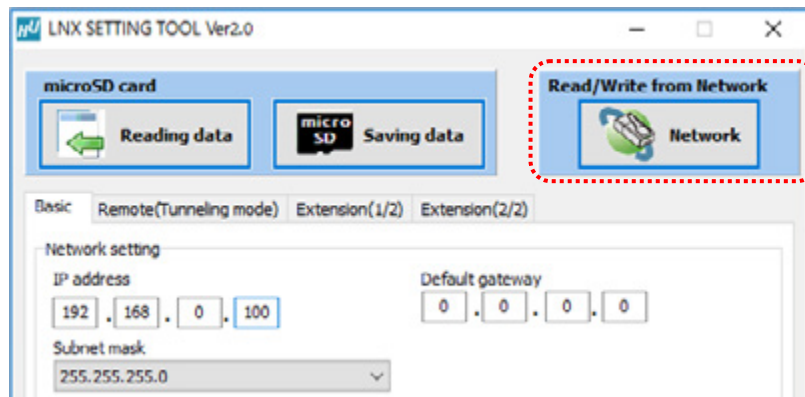 HU LNX SETTING TOOL Ver2.0
microSD card
Reading data
micro
SD
Saving data
Read/Write from Network
Network
Basic Remote(Tunneling mode) Extension(1/2) Extension(2/2)
Network setting
IP address
192 . 168 . 0 . 100
Default gateway
0 . 0 . 0 . 0
Subnet mask
255.255.255.0